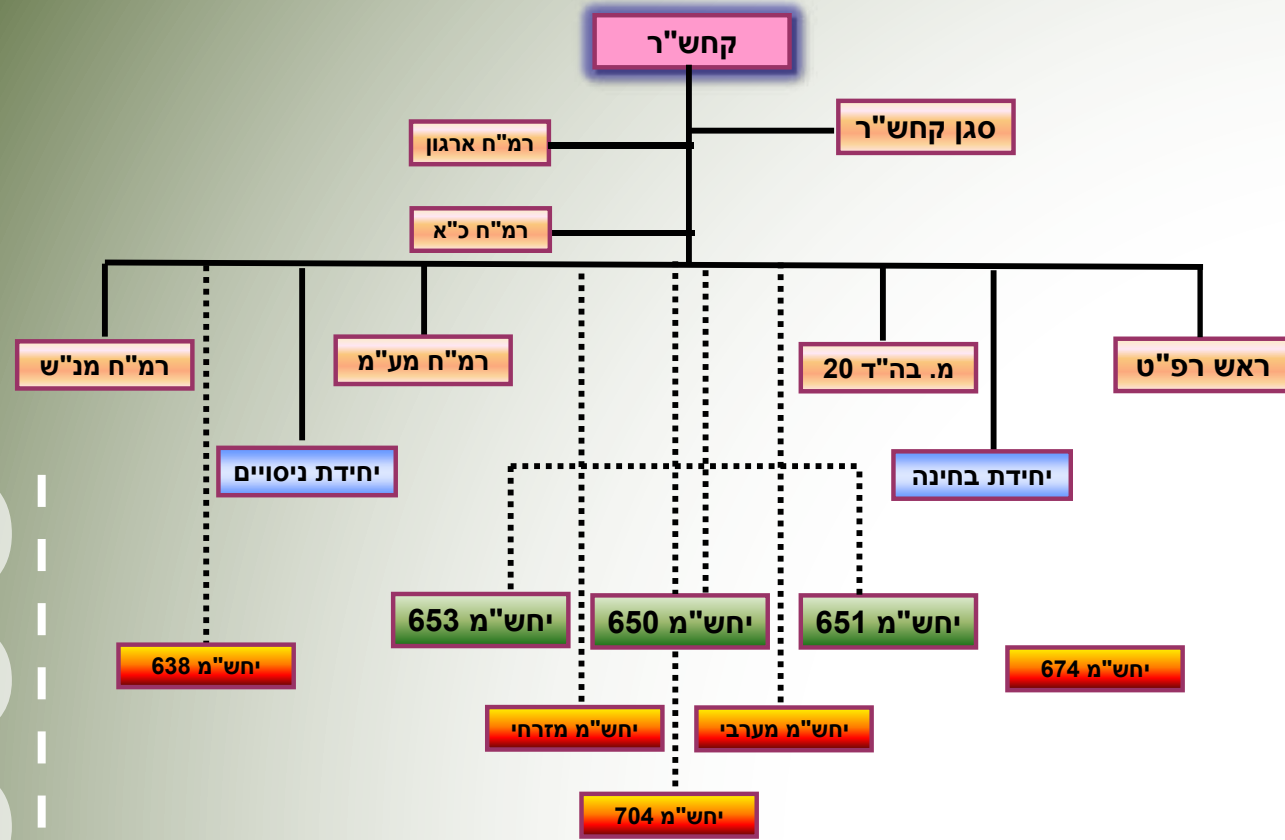 קחש"ר
סגן קחש"ר
רמ"ח ארגון
רמ"ח כ"א
ראש רפ"ט
מ. בה"ד 20
רמ"ח מע"מ
רמ"ח מנ"ש
יחידת בחינה
יחידת ניסויים
יחש"מ 651
יחש"מ 650
יחש"מ 653
יחש"מ 674
יחש"מ 638
יחש"מ מערבי
יחש"מ מזרחי
יחש"מ 704